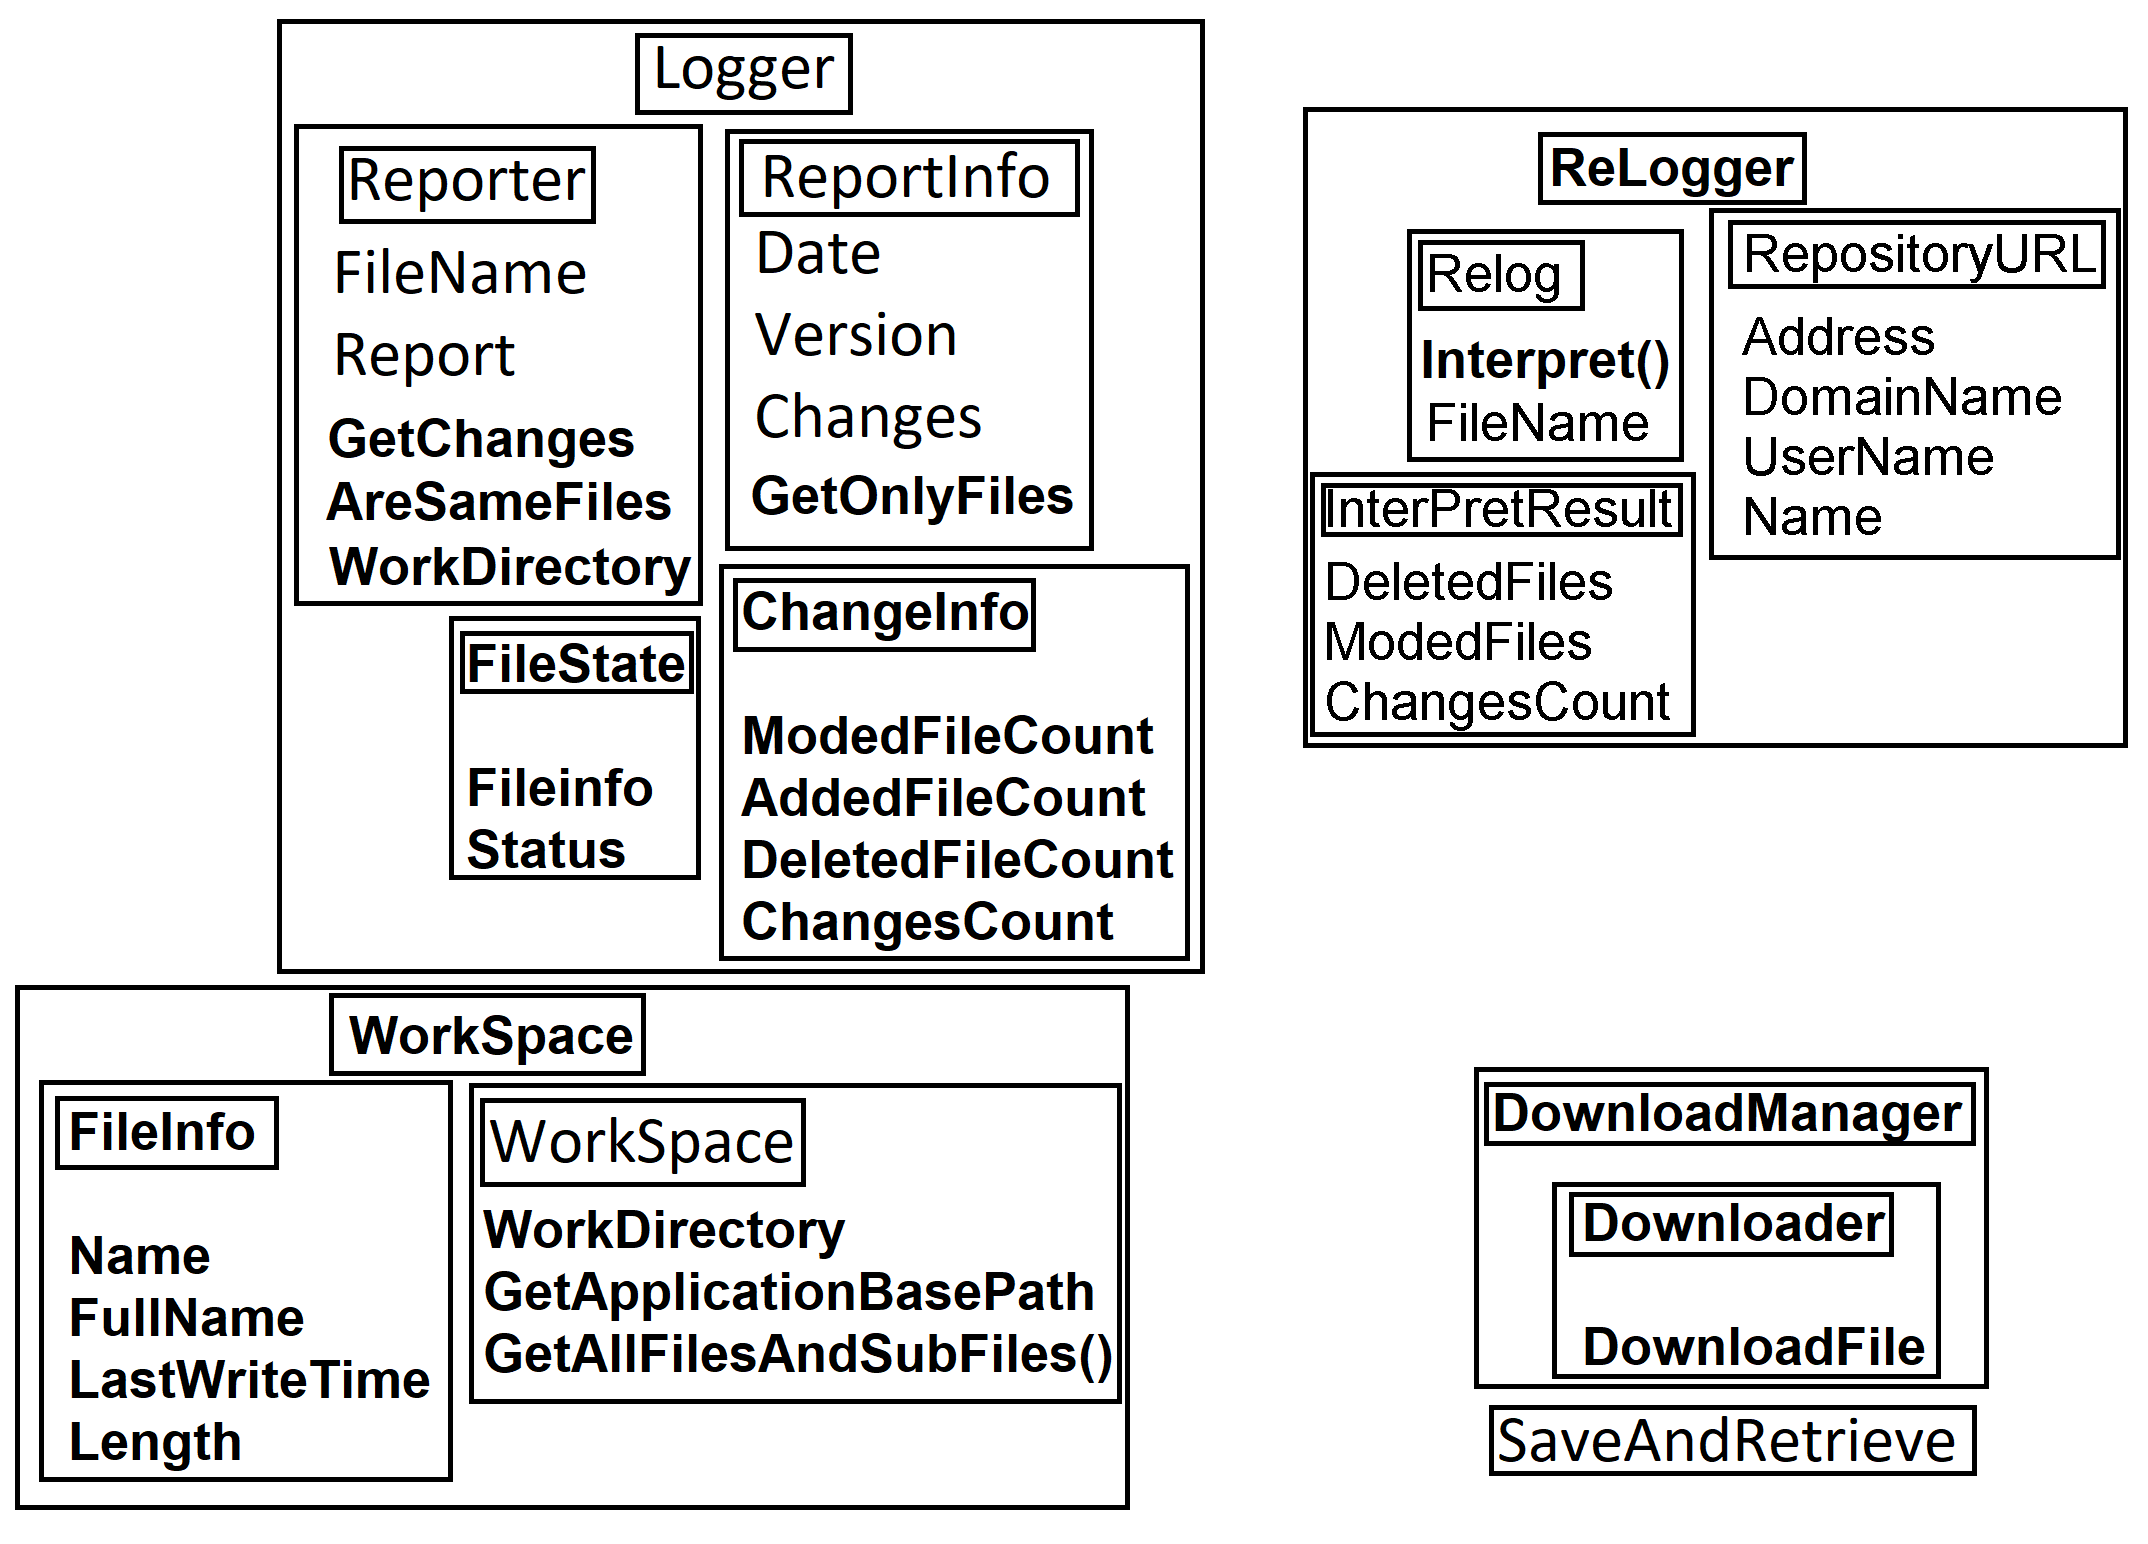 Logger
Reporter
FileName
Report
GetChanges
AreSameFiles
WorkDirectory
ReportInfo
Date
Version
Changes
GetOnlyFiles
FileState
Fileinfo
Status
ChangeInfo
ModedFileCount
AddedFileCount
DeletedFileCount
ChangesCount
ReLogger
Relog
Interpret()
FileName
RepositoryURL
Address
DomainName
UserName
Name
InterPretResult
DeletedFiles
ModedFiles
ChangesCount
WorkSpace
FileInfo
Name
FullName
LastWriteTime
Length
WorkSpace
WorkDirectory
GetApplicationBasePath
GetAllFilesAndSubFiles()
DownloadManager
Downloader
DownloadFile
SaveAndRetrieve